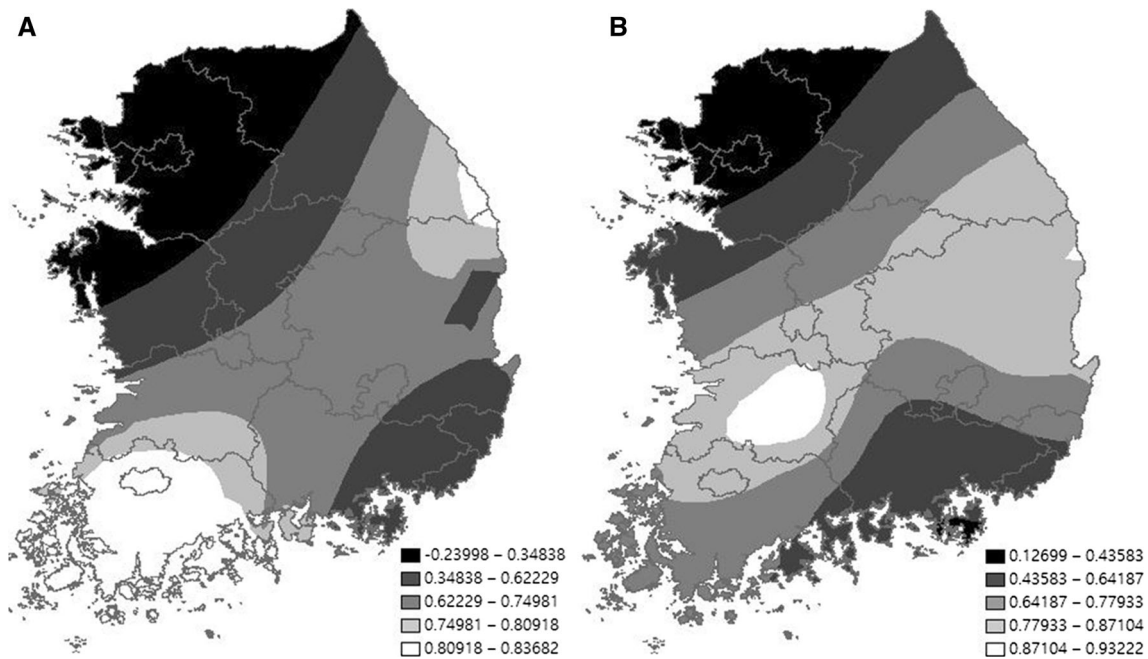 A
B
-0.23998 – 0.34838
0.34838 – 0.62229
0.62229 – 0.74981
0.74981 – 0.80918
0.80918 – 0.83682
0.12699 – 0.43583
0.43583 – 0.64187
0.64187 – 0.77933
0.77933 – 0.87104
0.87104 – 0.93222